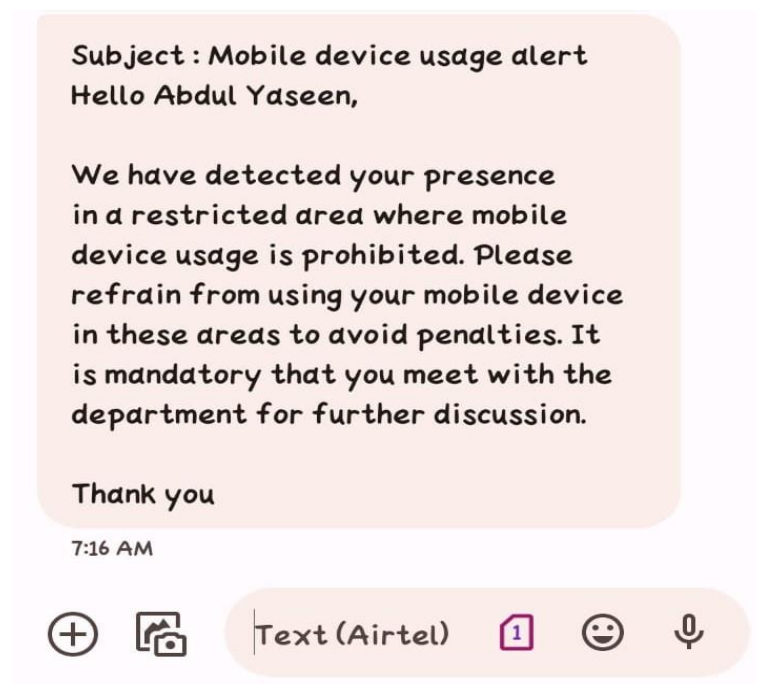 Subject : Mobile device usage alert
Hello Abdul Yaseen,
We have detected your presence
in a restricted area where mobile
device usage is prohibited. Please
refrain from using your mobile device
in these areas to avoid penalties. It
is mandatory that you meet with the
department for further discussion.
Thank you
7:16 AM
Text (Airtel)
1